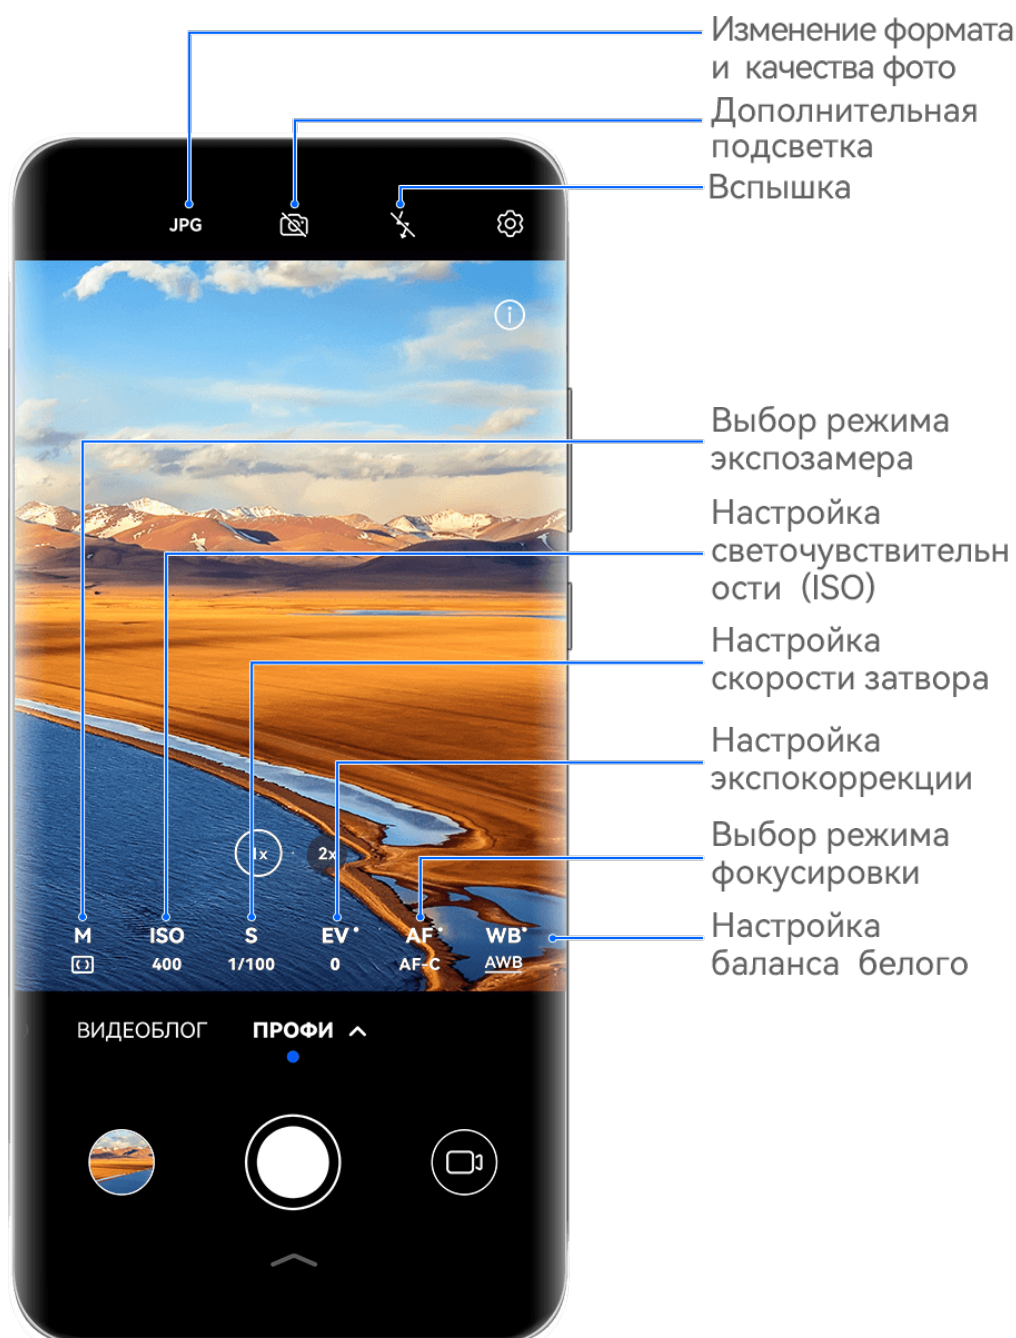 Изменение формата
и качества фото
Дополнительная
подсветка
Вспышка
JPG
Выбор режима
экспозамера
Настройка
светочувствительн
ости (ISO)
Настройка
скорости затвора
Настройка
экспокоррекции
Выбор режима
фокусировки
Настройка
баланса белого
1x 2x
M ISO S EV AF WB
400 1/100 0 AF-C AWB
ВИДЕОБЛОГ ПРОФИ